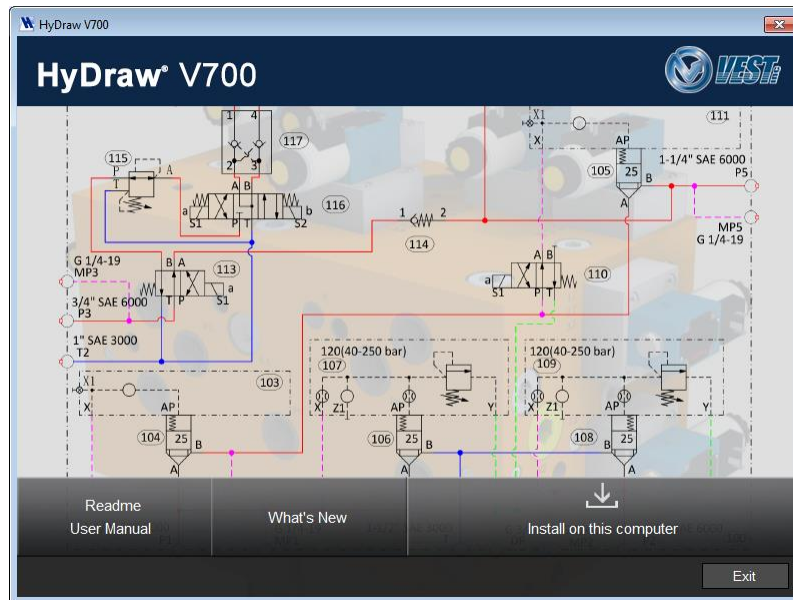 HyDraw V700
HyDraw® V700
VEST INC
1 4
117
2 3
X1
111
X
AP
115
P A
T
105
25
B
A
1-1/4" SAE 6000
P5
A B
116
a b
S1 P T S2
1 2
114
MP5
G 1/4-19
G 1/4-19
MP3
B A
113
a
T P S1
A B
110
a
S1 P T
3/4" SAE 6000
P3
1" SAE 3000
T2
120(40-250 bar)
107
120(40-250 bar)
109
X1
103
X
AP
X Z1 AP Y
X Z1 AP Y
104
25
B
A
106
25
B
A
108
25
B
A
Readme
User Manual
What's New
Install on this computer
Exit